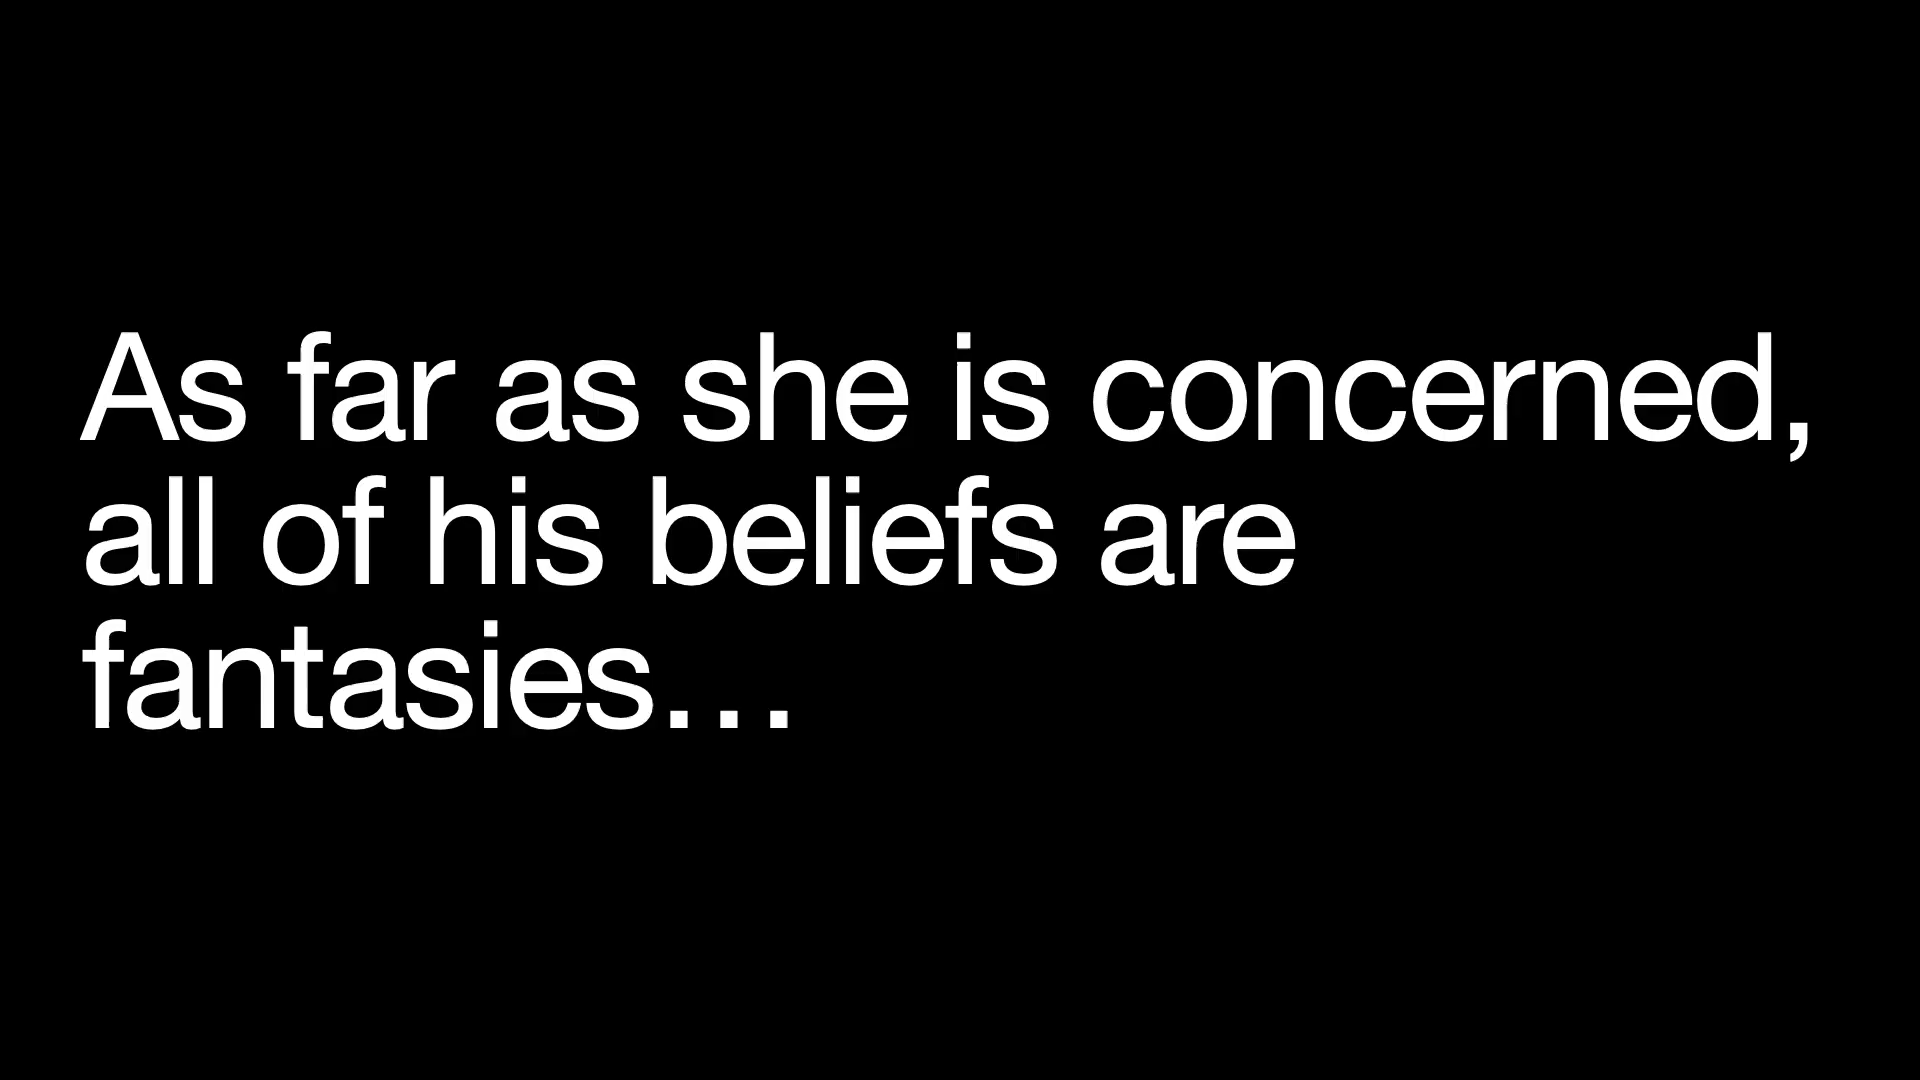 As far as she is concerned,
all of his beliefs are
fantasies…